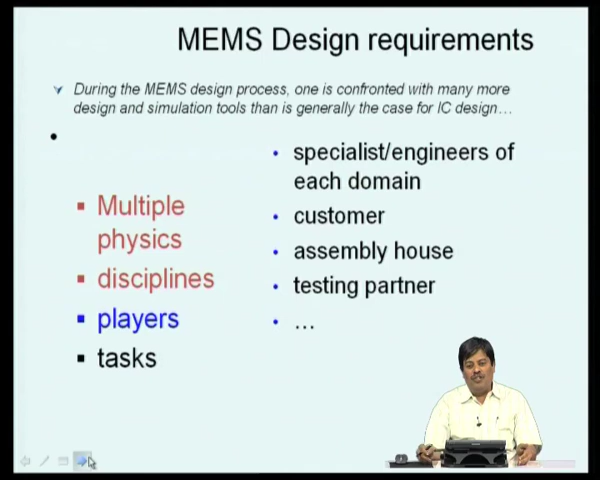 MEMS Design requirements
During the MEMS design process, one is confronted with many more
design and simulation tools than is generally the case for IC design…
Multiple
physics
disciplines
players
tasks
specialist/engineers of
each domain
customer
assembly house
testing partner
…